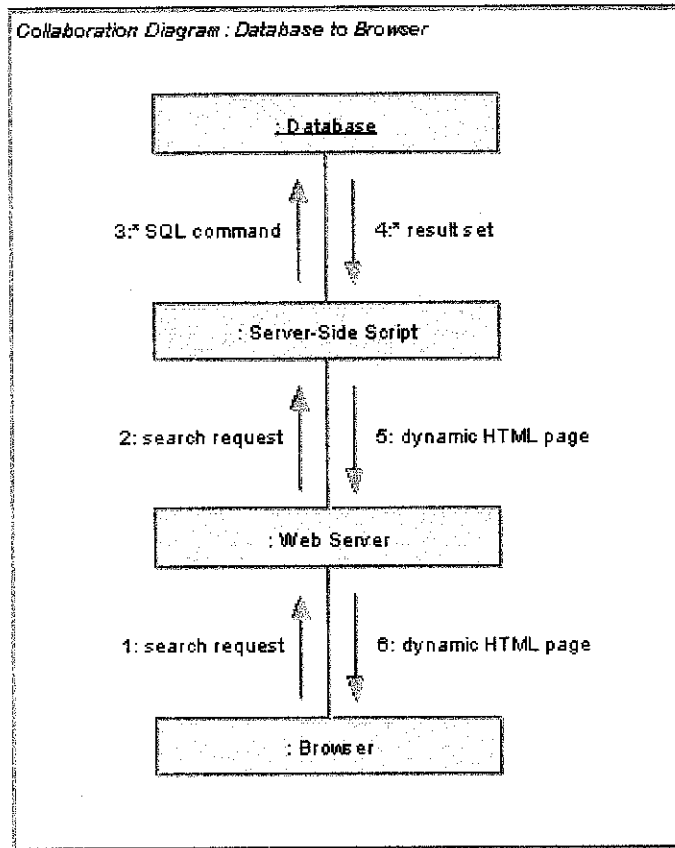 Collaboration Diagram : Database to Browser
: Database
3:* SQL command
4:* result set
: Server-Side Script
2: search request
5: dynamic HTML page
: Web Server
1: search request
6: dynamic HTML page
: Browser